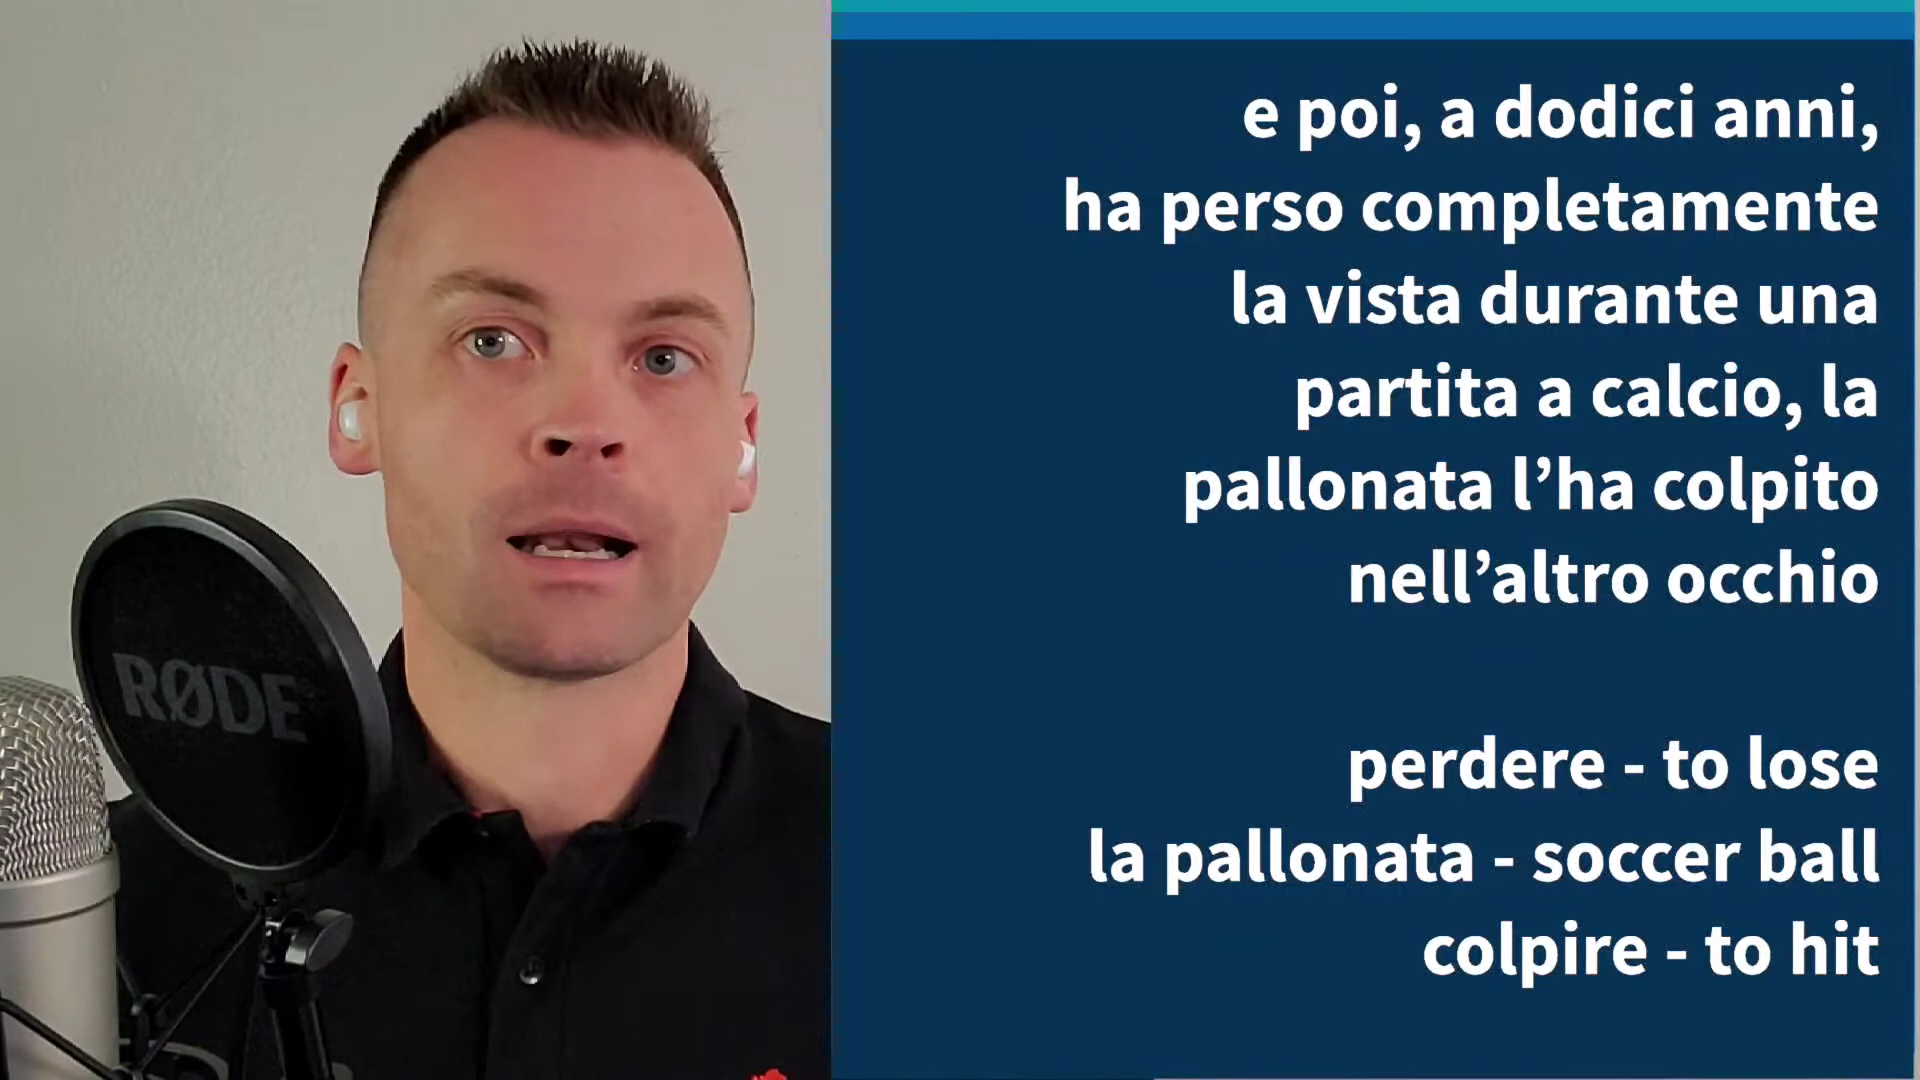 e poi, a dodici anni,
ha perso completamente
la vista durante una
partita a calcio, la
pallonata l’ha colpito
nell’altro occhio
perdere - to lose
la pallonata - soccer ball
colpire - to hit
RØDE